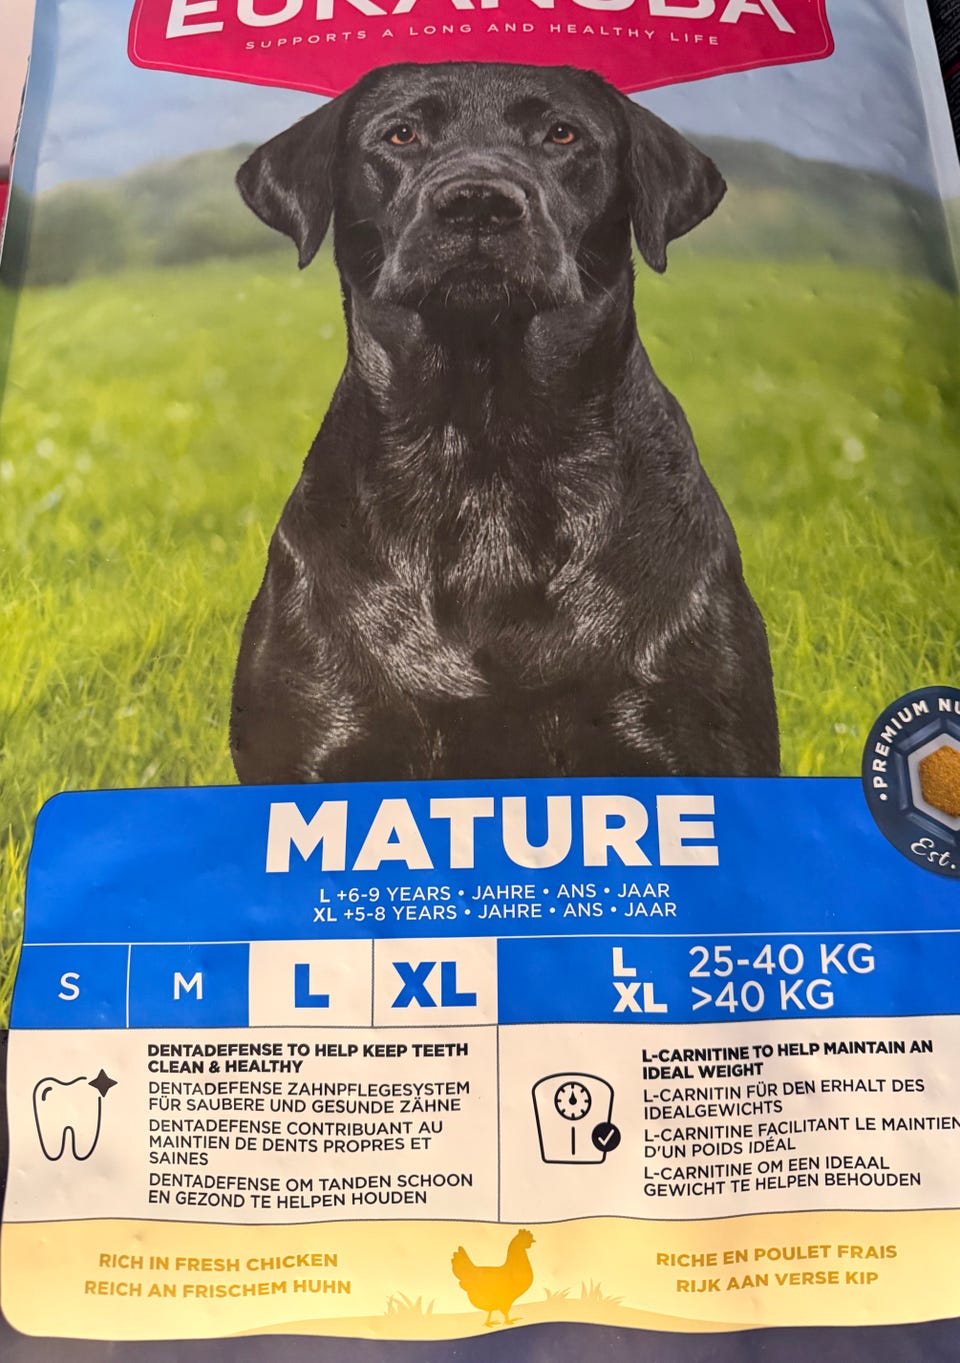 EUKANUBA
SUPPORTS A LONG AND HEALTHY LIFE
MATURE
L +6-9 YEARS • JAHRE • ANS • JAAR
XL +5-8 YEARS • JAHRE • ANS • JAAR
S M L XL
L 25-40 KG
XL >40 KG
• PREMIUM NU
Est.
DENTADEFENSE TO HELP KEEP TEETH
CLEAN & HEALTHY
DENTADEFENSE ZAHNPFLEGESYSTEM
FÜR SAUBERE UND GESUNDE ZÄHNE
DENTADEFENSE CONTRIBUANT AU
MAINTIEN DE DENTS PROPRES ET
SAINES
DENTADEFENSE OM TANDEN SCHOON
EN GEZOND TE HELPEN HOUDEN
L-CARNITINE TO HELP MAINTAIN AN
IDEAL WEIGHT
L-CARNITIN FÜR DEN ERHALT DES
IDEALGEWICHTS
L-CARNITINE FACILITANT LE MAINTIEN
D'UN POIDS IDÉAL
L-CARNITINE OM EEN IDEAAL
GEWICHT TE HELPEN BEHOUDEN
RICH IN FRESH CHICKEN
REICH AN FRISCHEM HUHN
RICHE EN POULET FRAIS
RIJK AAN VERSE KIP